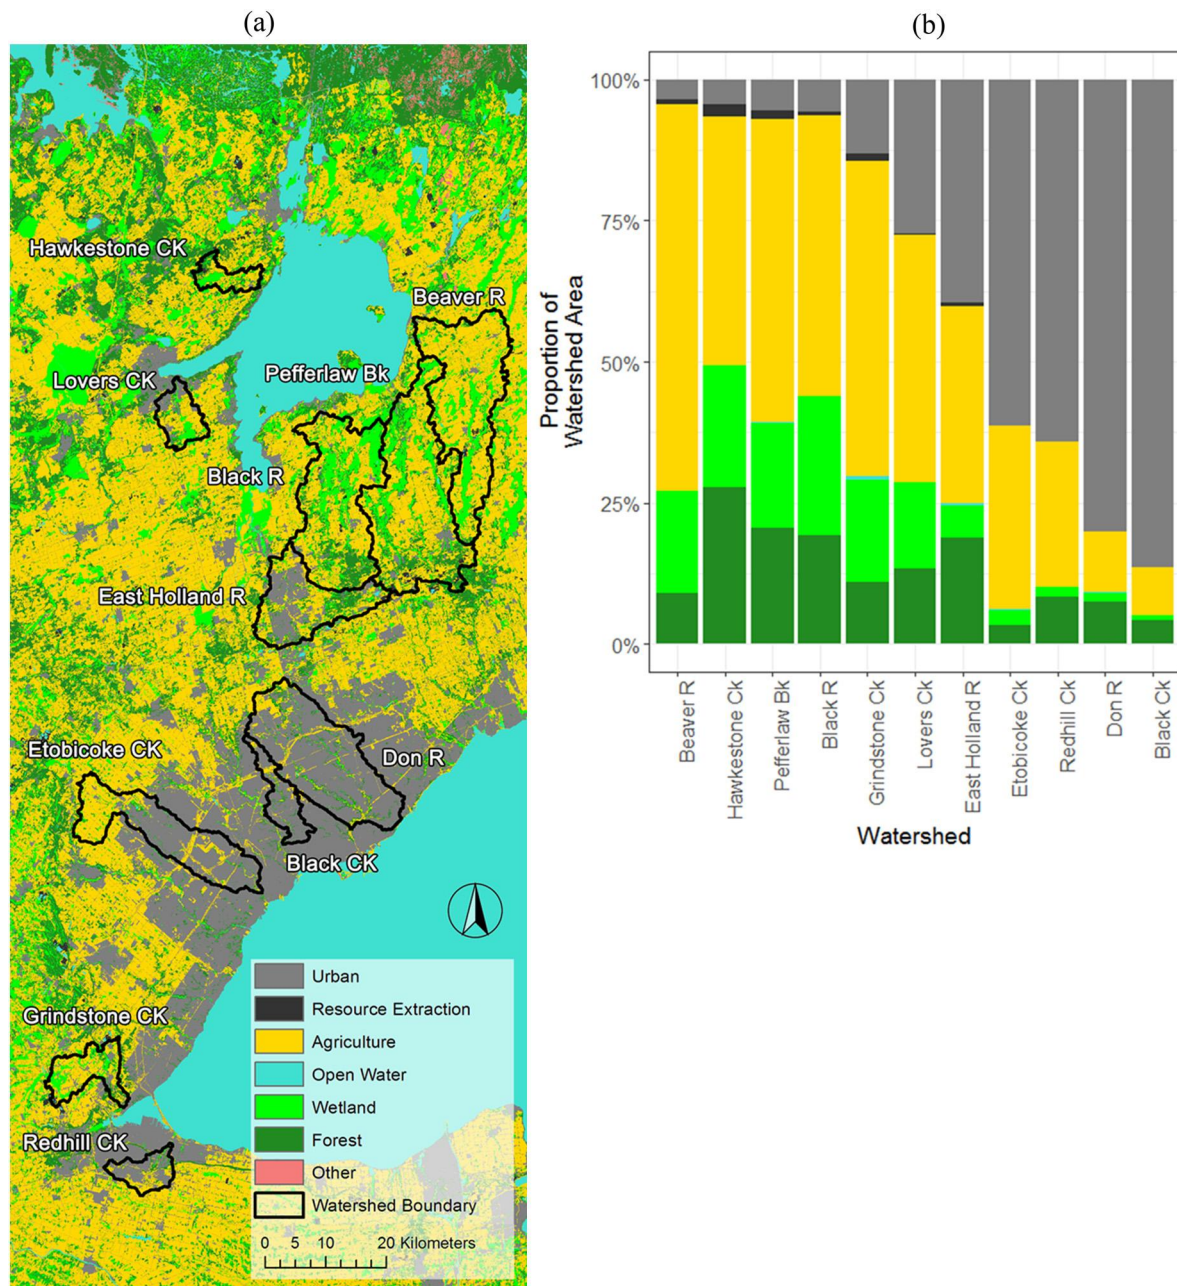 (a)
Hawkestone CK
Beaver R
Pefferlaw Bk
Lovers CK
Black R
East Holland R
Etobicoke CK
Don R
Black CK
Grindstone CK
Redhill CK
Urban
Resource Extraction
Agriculture
Open Water
Wetland
Forest
Other
Watershed Boundary
0 5 10 20 Kilometers
(b)
Proportion of
Watershed Area
100%
75%
50%
25%
0%
Beaver R
Hawkestone Ck
Pefferlaw Bk
Black R
Grindstone Ck
Lovers Ck
East Holland R
Etobicoke Ck
Redhill Ck
Don R
Black Ck
Watershed